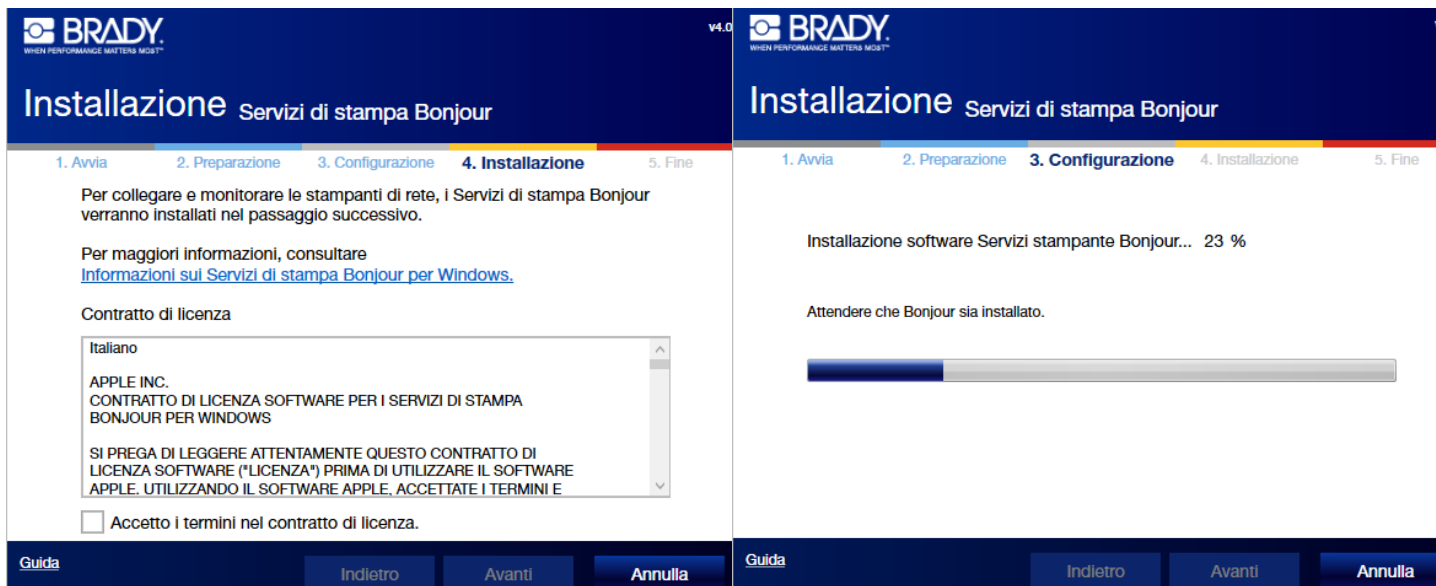 BRADY.
WHEN PERFORMANCE MATTERS MOST™
v4.0
Installazione Servizi di stampa Bonjour
1. Avvia 2. Preparazione 3. Configurazione 4. Installazione 5. Fine
Per collegare e monitorare le stampanti di rete, i Servizi di stampa Bonjour
verranno installati nel passaggio successivo.
Per maggiori informazioni, consultare
Informazioni sui Servizi di stampa Bonjour per Windows.
Contratto di licenza
Italiano
APPLE INC.
CONTRATTO DI LICENZA SOFTWARE PER I SERVIZI DI STAMPA
BONJOUR PER WINDOWS
SI PREGA DI LEGGERE ATTENTAMENTE QUESTO CONTRATTO DI
LICENZA SOFTWARE ("LICENZA") PRIMA DI UTILIZZARE IL SOFTWARE
APPLE. UTILIZZANDO IL SOFTWARE APPLE, ACCETTATE I TERMINI E
Accetto i termini nel contratto di licenza.
Guida
Indietro Avanti Annulla
BRADY.
WHEN PERFORMANCE MATTERS MOST™
Installazione Servizi di stampa Bonjour
1. Avvia 2. Preparazione 3. Configurazione 4. Installazione 5. Fine
Installazione software Servizi stampante Bonjour... 23 %
Attendere che Bonjour sia installato.
Guida
Indietro Avanti Annulla